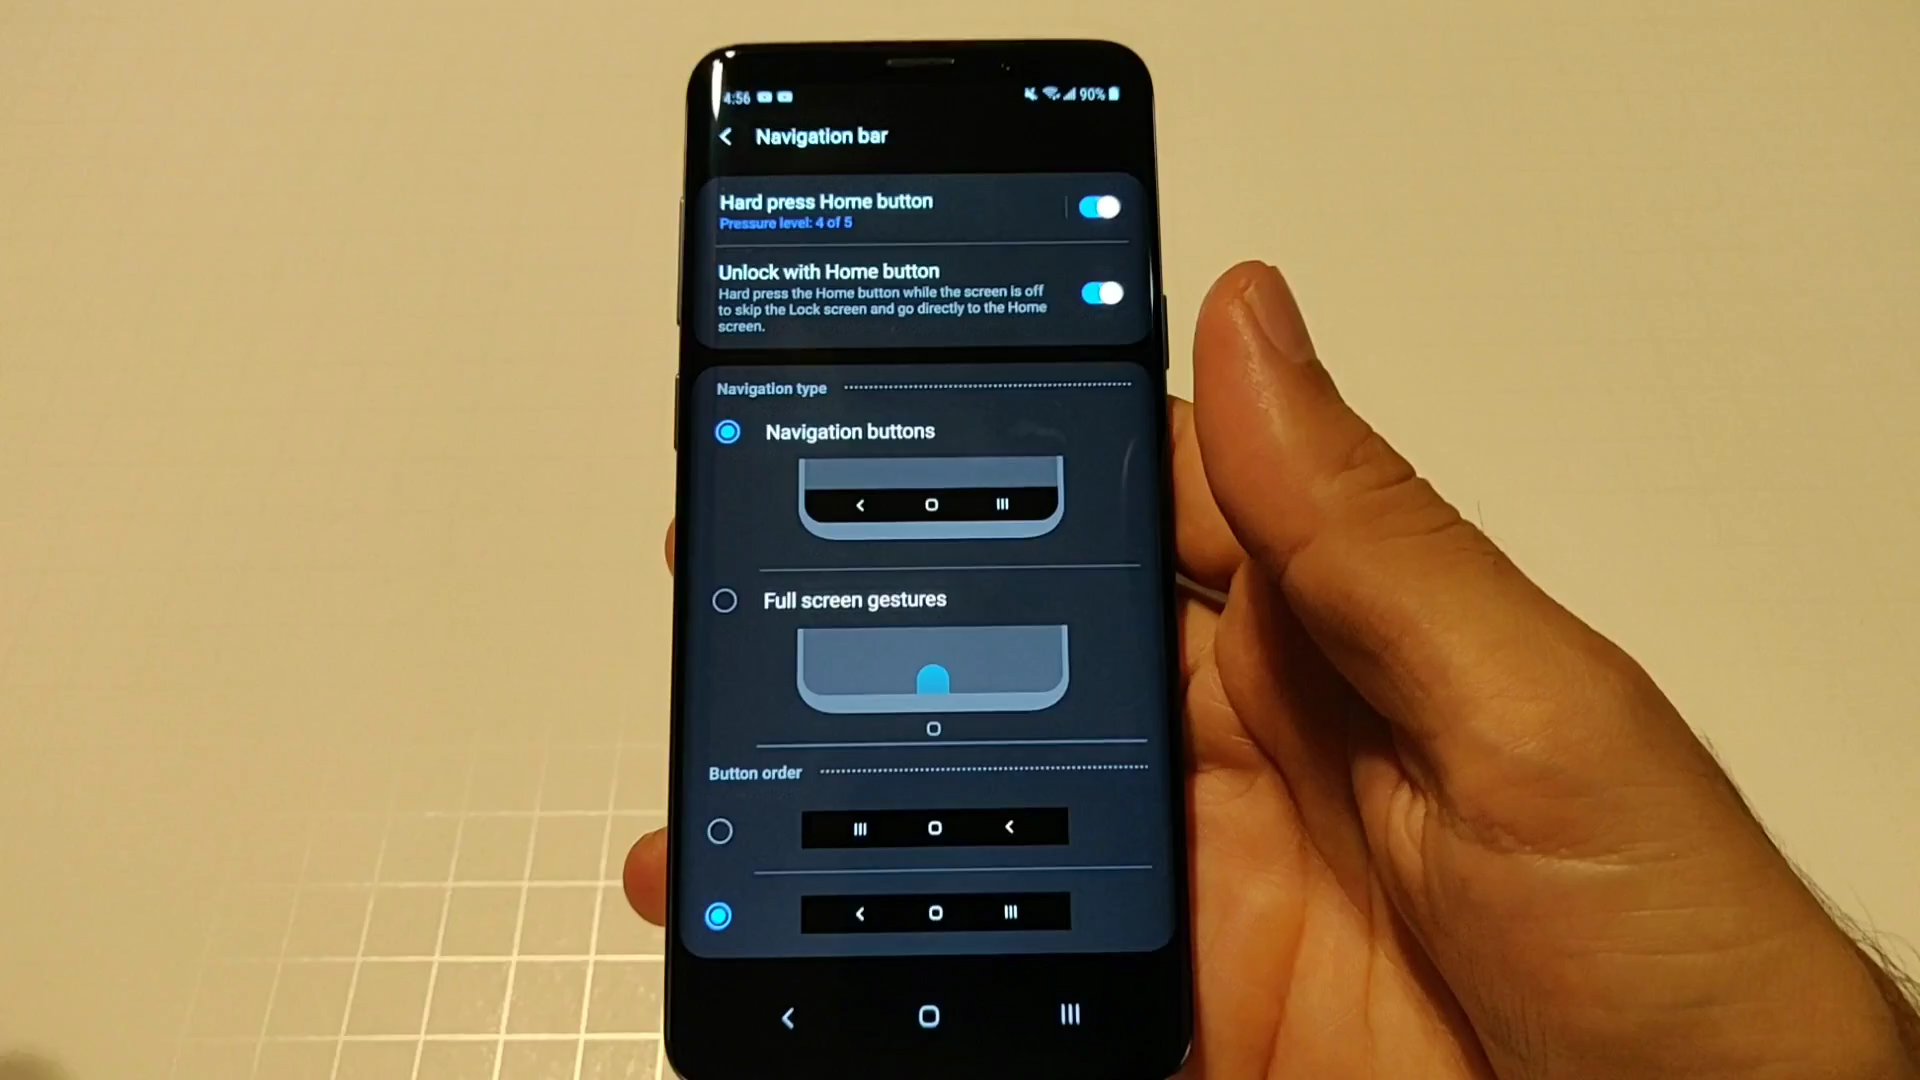 4:56 90%
Navigation bar
Hard press Home button
Pressure level: 4 of 5
Unlock with Home button
Hard press the Home button while the screen is off
to skip the Lock screen and go directly to the Home
screen.
Navigation type
Navigation buttons
Full screen gestures
Button order